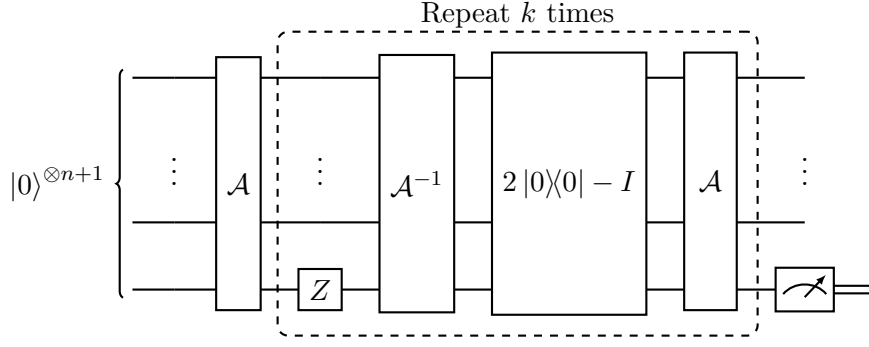 Repeat k times
|0⟩^{⊗n+1}
⋮
𝒜
⋮
𝒜^{−1}
2 |0⟩⟨0| − I
𝒜
⋮
Z